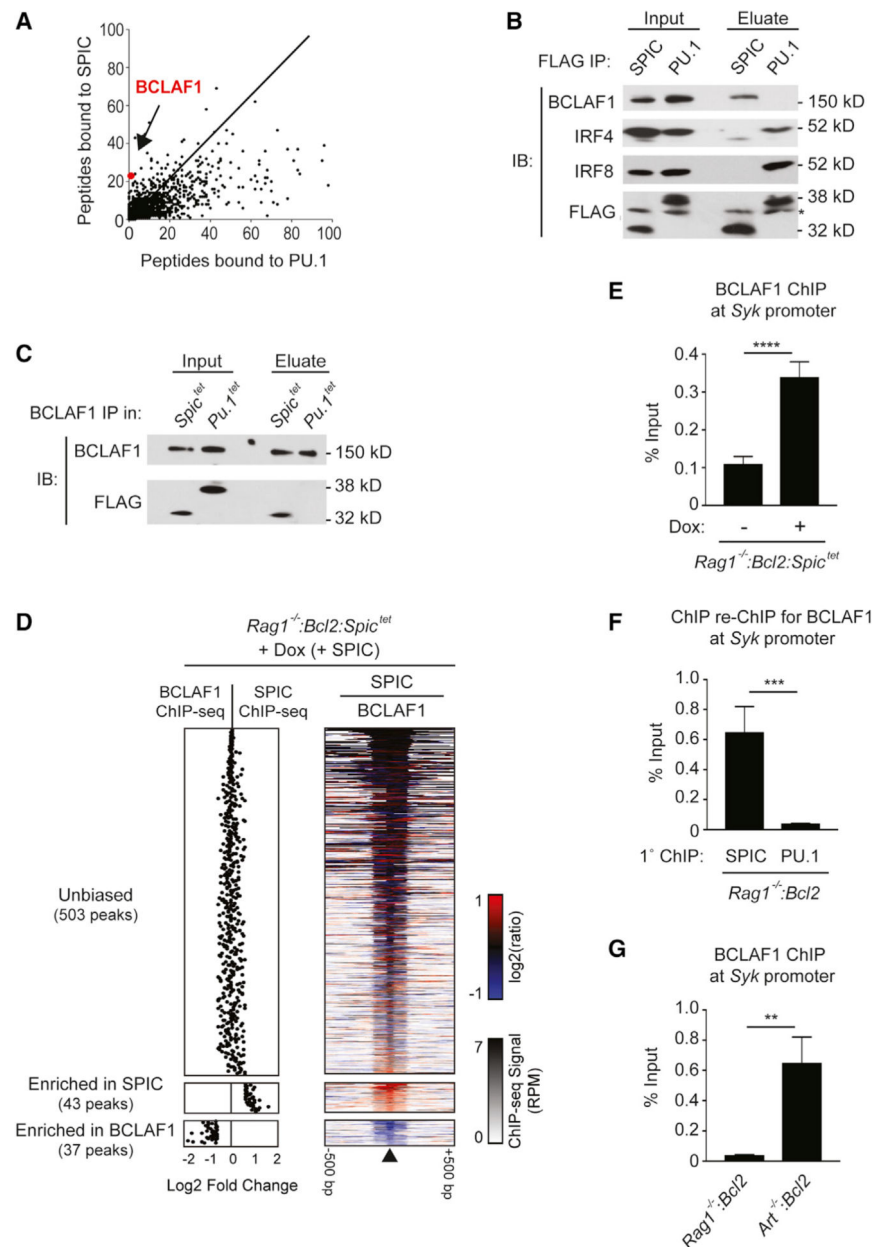 A
100
80
60
40
20
0
0 20 40 60 80 100
Peptides bound to SPIC
Peptides bound to PU.1
BCLAF1
B
Input Eluate
FLAG IP: SPIC PU.1 SPIC PU.1
IB:
BCLAF1 - 150 kD
IRF4 - 52 kD
IRF8 - 52 kD
FLAG - 38 kD
*
- 32 kD
C
Input Eluate
BCLAF1 IP in: Spic^tet Pu.1^tet Spic^tet Pu.1^tet
IB:
BCLAF1 - 150 kD
FLAG - 38 kD
- 32 kD
D
Rag1^-/-:Bcl2:Spic^tet
+ Dox (+ SPIC)
BCLAF1 ChIP-seq
SPIC ChIP-seq
SPIC
BCLAF1
Unbiased
(503 peaks)
Enriched in SPIC
(43 peaks)
Enriched in BCLAF1
(37 peaks)
-2 -1 0 1 2
Log2 Fold Change
-500 bp
+500 bp
1
-1
log2(ratio)
7
0
ChIP-seq Signal
(RPM)
E
BCLAF1 ChIP
at Syk promoter
****
0.4
0.3
0.2
0.1
0
% Input
Dox: - +
Rag1^-/-:Bcl2:Spic^tet
F
ChIP re-ChIP for BCLAF1
at Syk promoter
***
1.0
0.8
0.6
0.4
0.2
0
% Input
1° ChIP: SPIC PU.1
Rag1^-/-:Bcl2
G
BCLAF1 ChIP
at Syk promoter
**
1.0
0.8
0.6
0.4
0.2
0
% Input
Rag1^-/-:Bcl2
Art^-/-:Bcl2